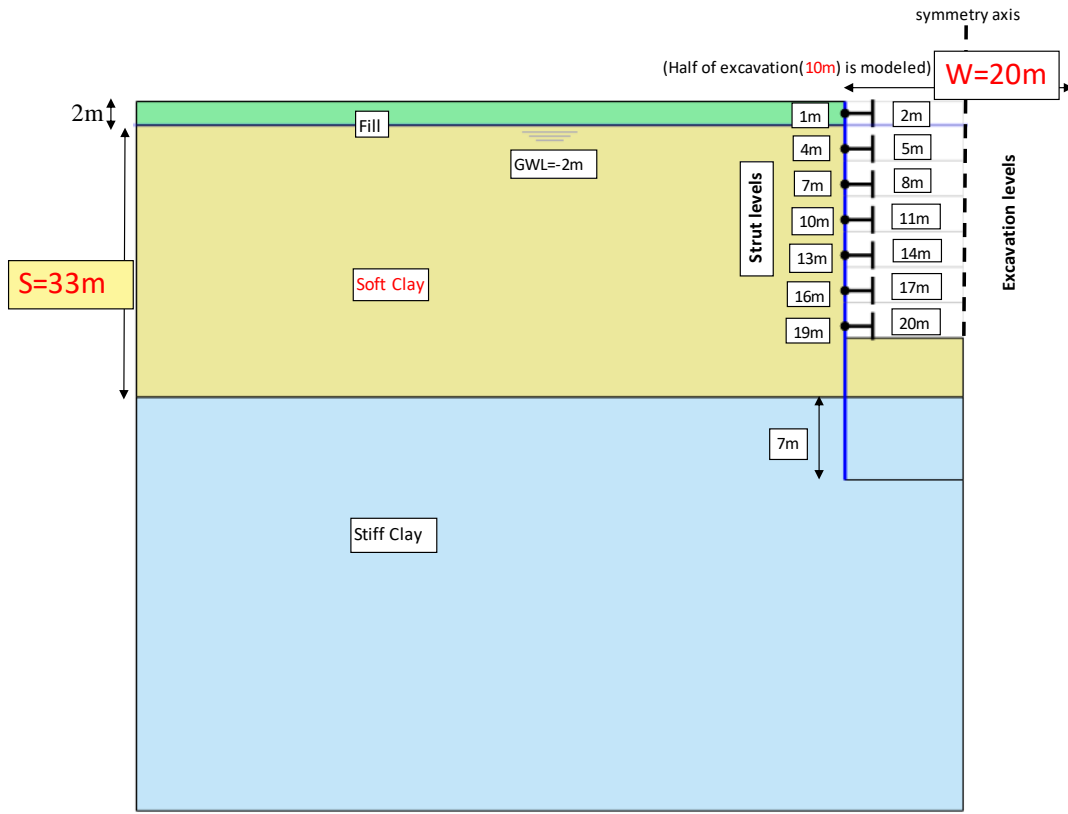 symmetry axis
(Half of excavation(10m) is modeled)
W=20m
2m
Fill
GWL=-2m
S=33m
Soft Clay
Strut levels
1m
2m
4m
5m
7m
8m
10m
11m
13m
14m
16m
17m
19m
20m
Excavation levels
7m
Stiff Clay